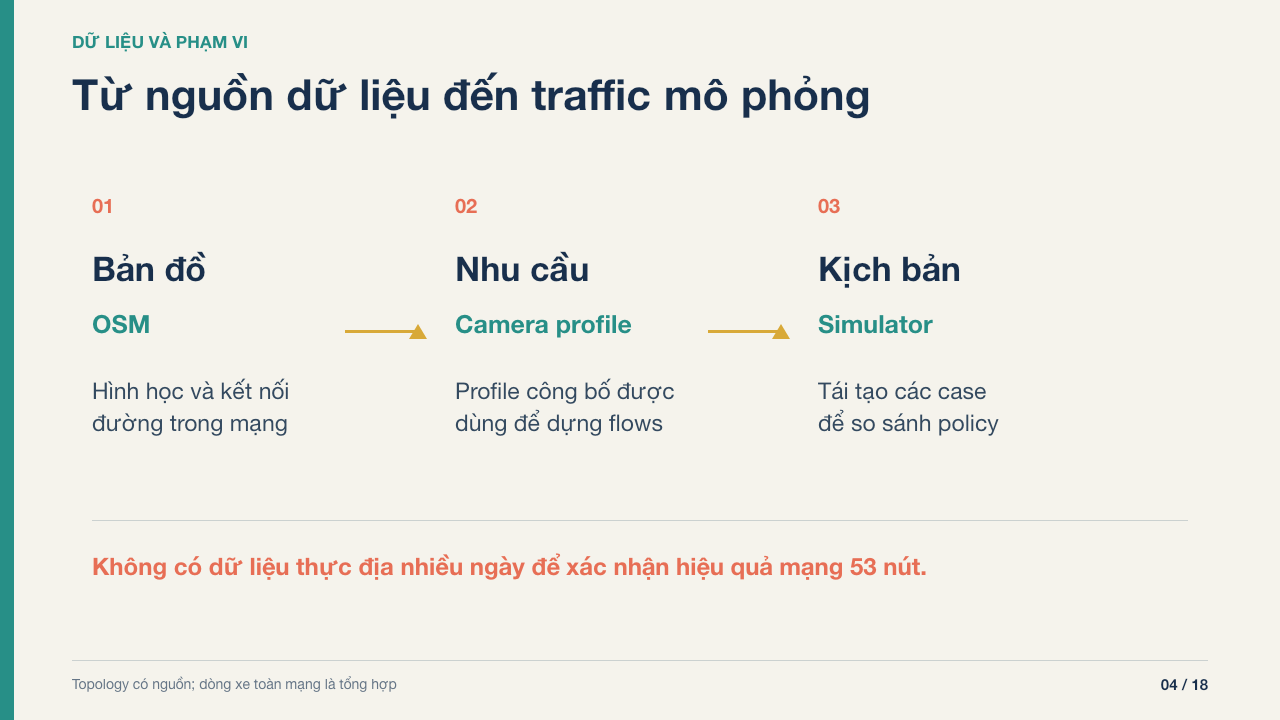 DỮ LIỆU VÀ PHẠM VI
Từ nguồn dữ liệu đến traffic mô phỏng
01
Bản đồ
OSM
Hình học và kết nối
đường trong mạng
02
Nhu cầu
Camera profile
Profile công bố được
dùng để dựng flows
03
Kịch bản
Simulator
Tái tạo các case
để so sánh policy
Không có dữ liệu thực địa nhiều ngày để xác nhận hiệu quả mạng 53 nút.
Topology có nguồn; dòng xe toàn mạng là tổng hợp
04 / 18